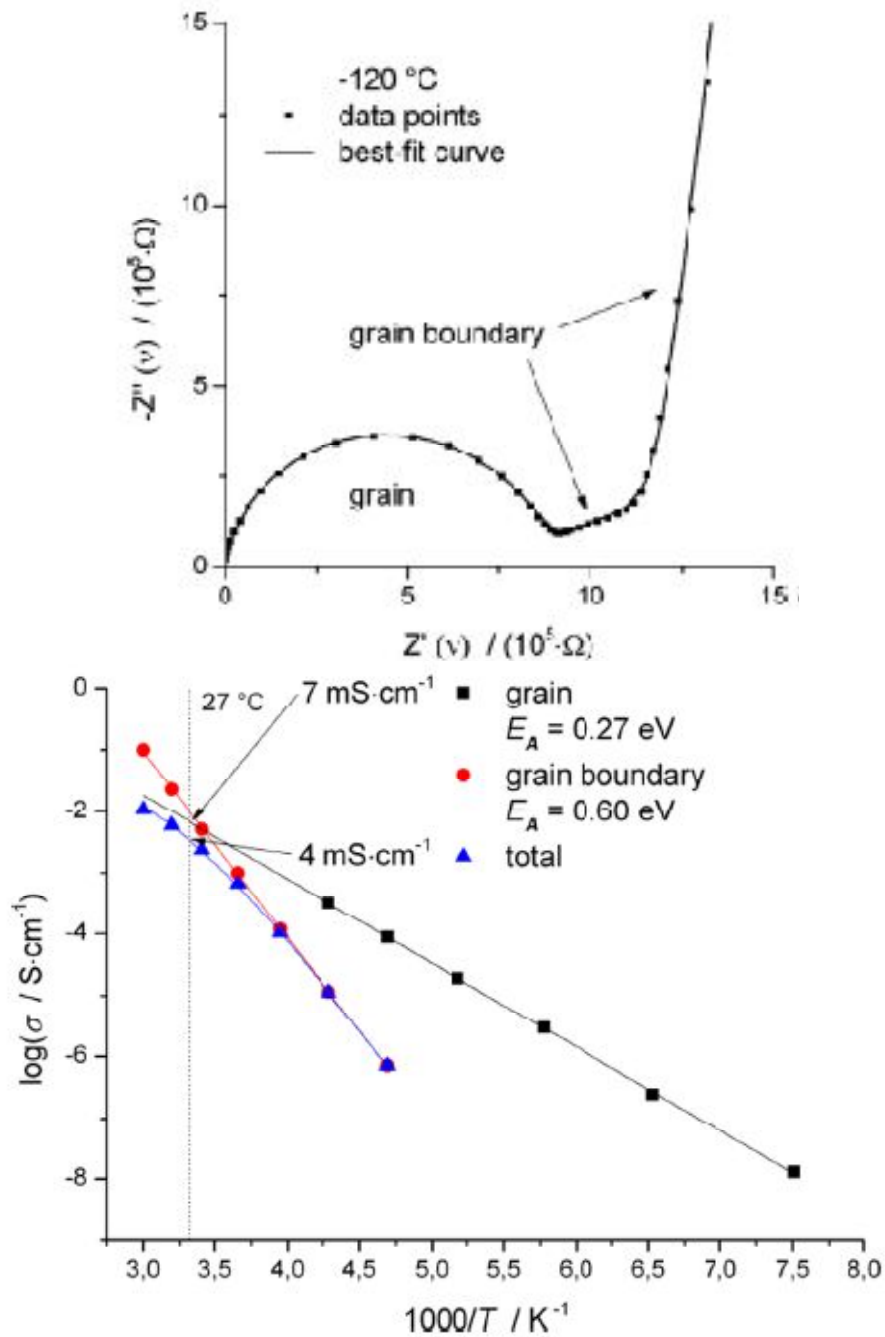 15
-120 °C
data points
best-fit curve
10
grain boundary
5
grain
0
0 5 10 15
-Z'' (ν) / (10⁵·Ω)
Z' (ν) / (10⁵·Ω)
0
27 °C
7 mS·cm⁻¹
grain
E_A = 0.27 eV
grain boundary
E_A = 0.60 eV
total
-2
4 mS·cm⁻¹
-4
-6
-8
log(σ / S·cm⁻¹)
3,0 3,5 4,0 4,5 5,0 5,5 6,0 6,5 7,0 7,5 8,0
1000/T / K⁻¹